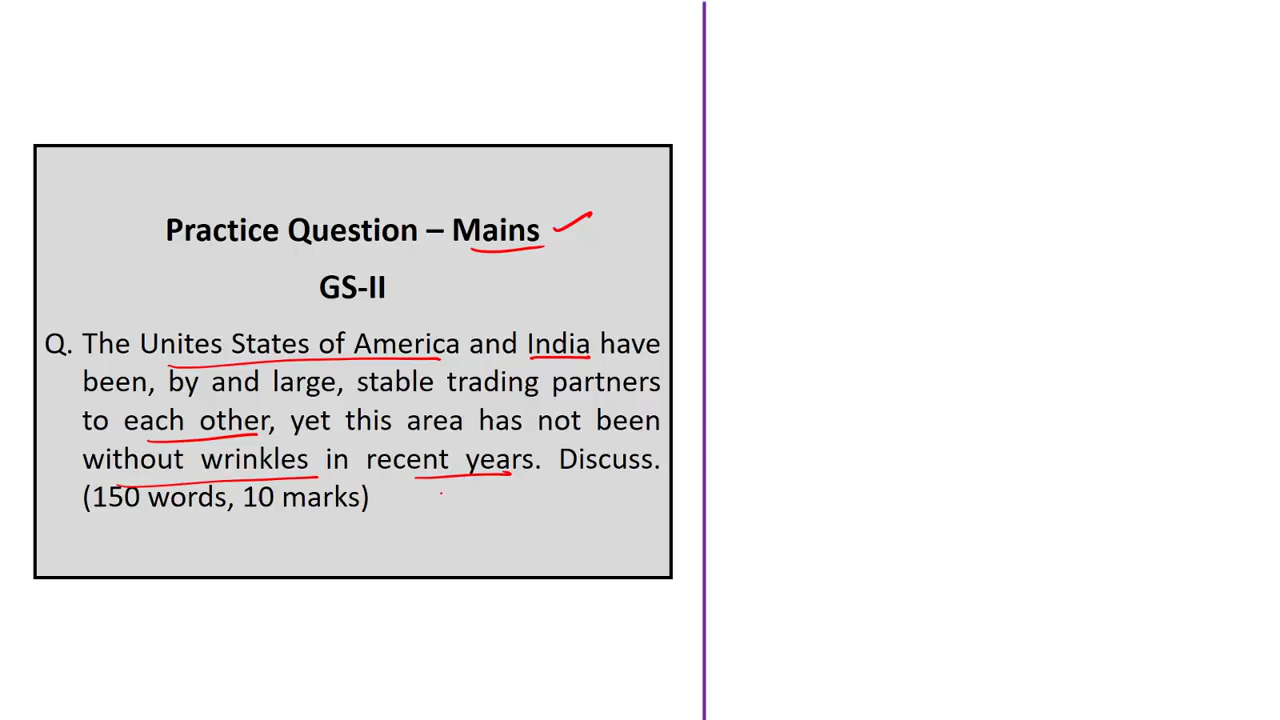 Practice Question – Mains
GS-II
Q. The Unites States of America and India have
been, by and large, stable trading partners
to each other, yet this area has not been
without wrinkles in recent years. Discuss.
(150 words, 10 marks)